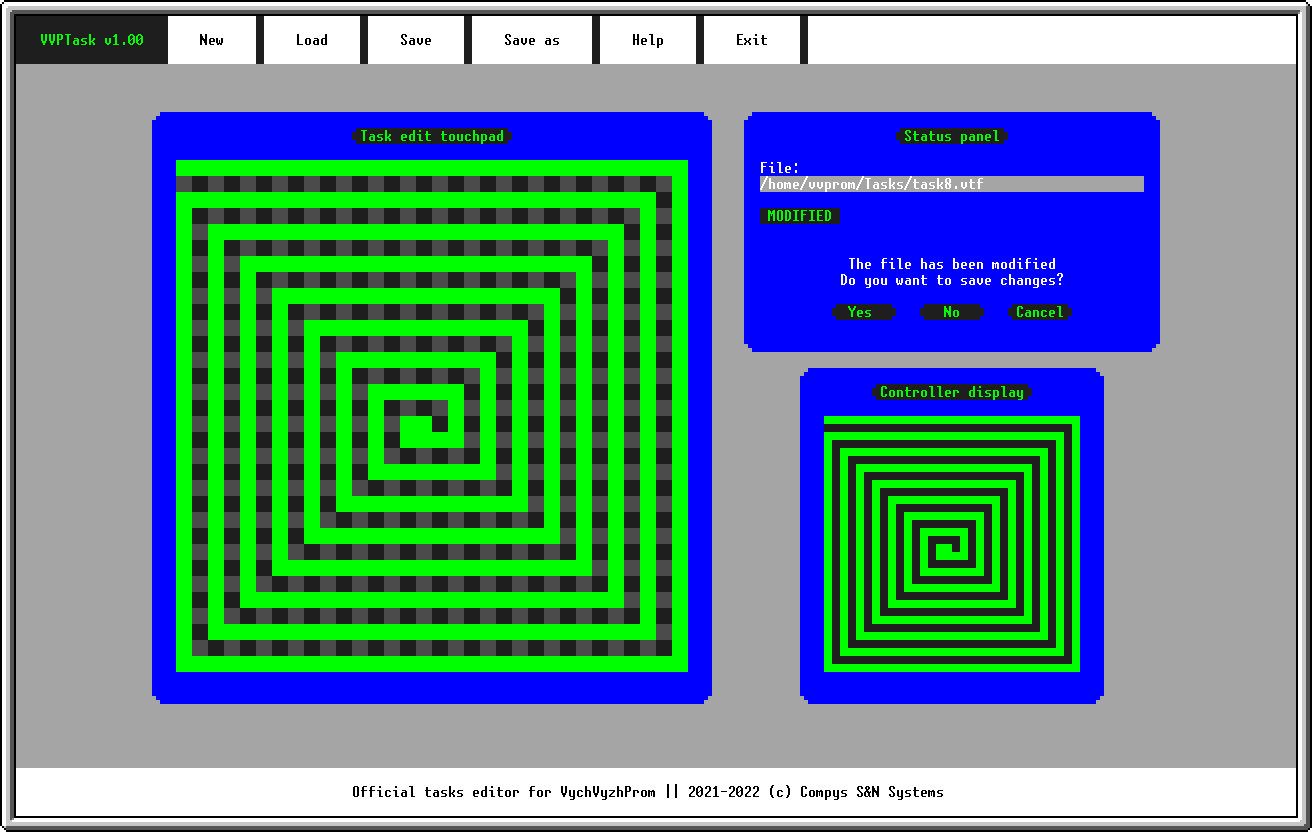 VVPTask v1.00 New Load Save Save as Help Exit
Task edit touchpad
Status panel
File:
/home/vvprom/Tasks/task8.vtf
MODIFIED
The file has been modified
Do you want to save changes?
Yes No Cancel
Controller display
Official tasks editor for VychVyzhProm || 2021-2022 (c) Compys S&N Systems